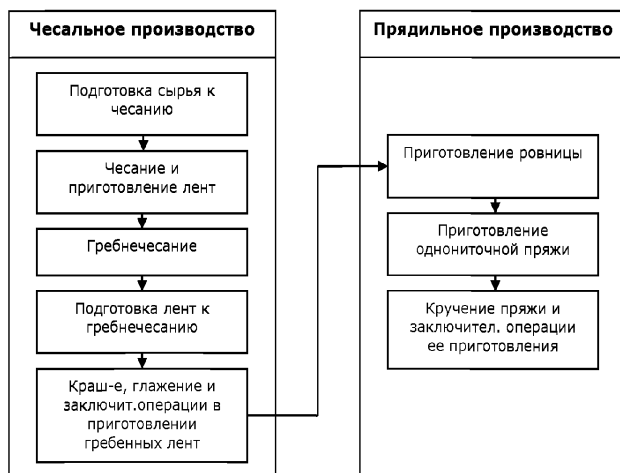 Чесальное производство
Подготовка сырья к
чесанию
Чесание и
приготовление лент
Гребнечесание
Подготовка лент к
гребнечесанию
Краш-е, глажение и
заключит.операции в
приготовлении
гребенных лент
Прядильное производство
Приготовление ровницы
Приготовление
однониточной пряжи
Кручение пряжи и
заключител. операции
ее приготовления